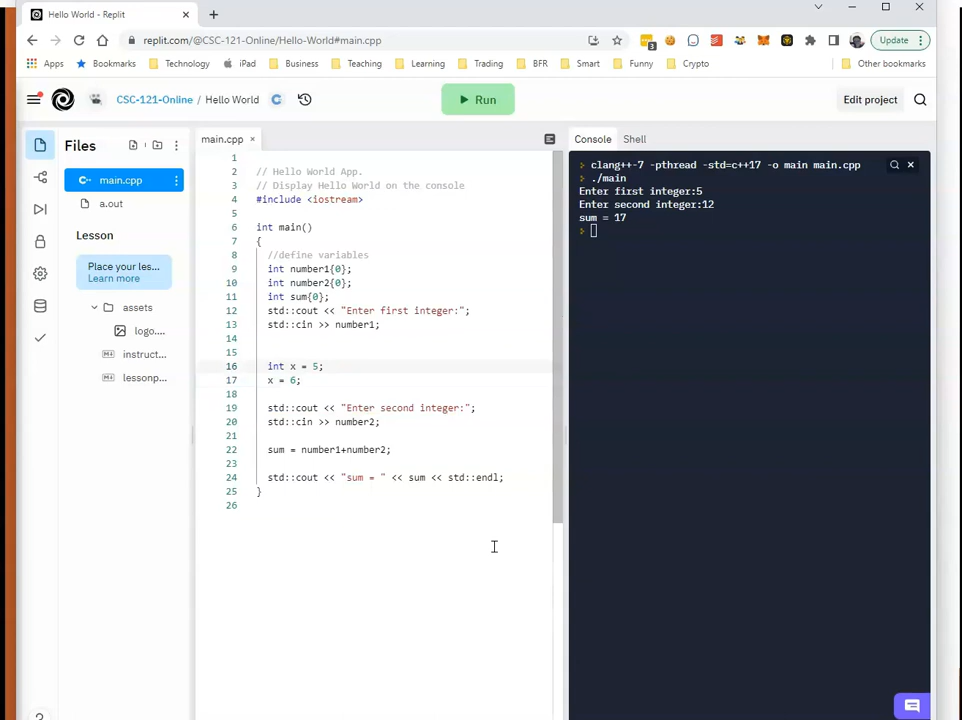 Hello World - Replit
replit.com/@CSC-121-Online/Hello-World#main.cpp
Update
Apps Bookmarks Technology iPad Business Teaching Learning Trading BFR Smart Funny Crypto Other bookmarks
CSC-121-Online / Hello World
Run
Edit project
Files
main.cpp
a.out
Lesson
Place your les...
Learn more
assets
logo....
instruct...
lessonp...
main.cpp
1
2 // Hello World App.
3 // Display Hello World on the console
4 #include <iostream>
5
6 int main()
7 {
8 //define variables
9 int number1{0};
10 int number2{0};
11 int sum{0};
12 std::cout << "Enter first integer:";
13 std::cin >> number1;
14
15
16 int x = 5;
17 x = 6;
18
19 std::cout << "Enter second integer:";
20 std::cin >> number2;
21
22 sum = number1+number2;
23
24 std::cout << "sum = " << sum << std::endl;
25 }
26
Console Shell
> clang++-7 -pthread -std=c++17 -o main main.cpp
> ./main
Enter first integer:5
Enter second integer:12
sum = 17
>